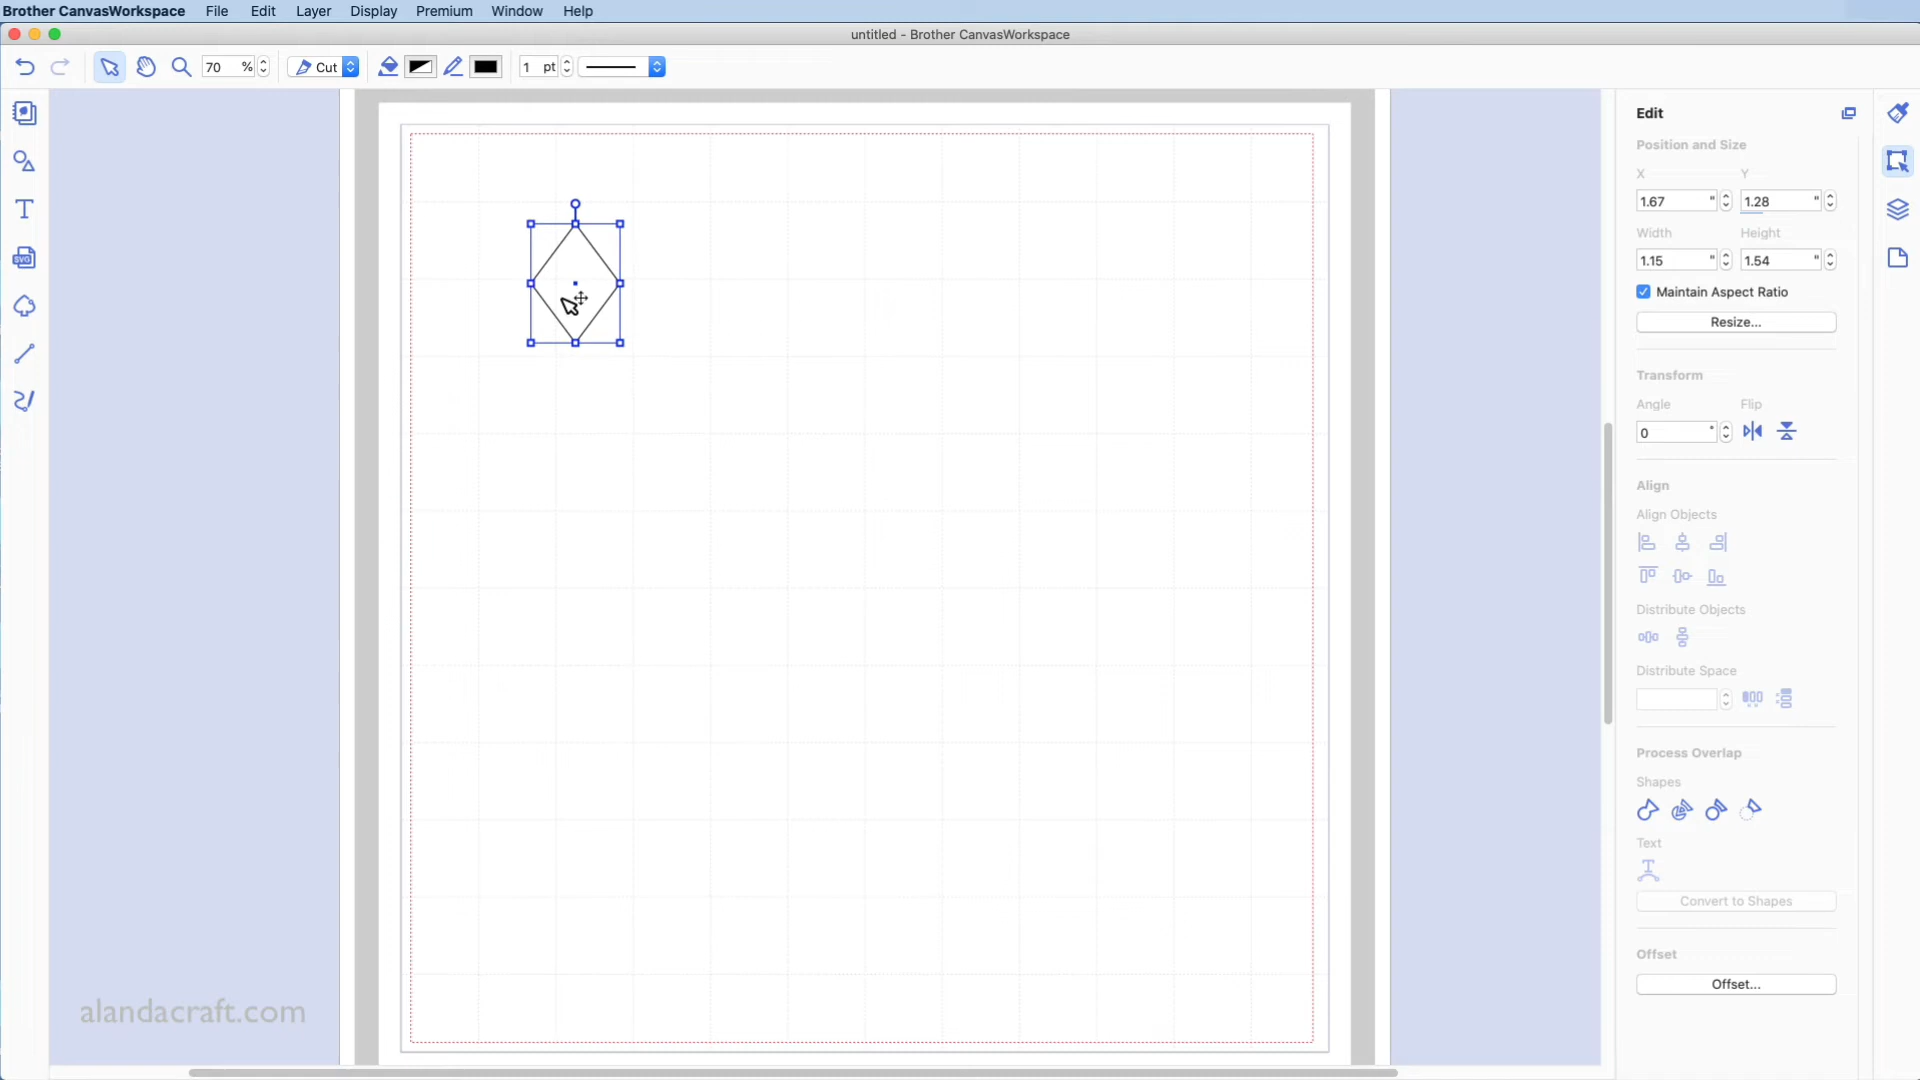 Brother CanvasWorkspace File Edit Layer Display Premium Window Help
untitled - Brother CanvasWorkspace
70 % Cut 1 pt
Edit
Position and Size
X Y
1.67 " 1.28 "
Width Height
1.15 " 1.54 "
Maintain Aspect Ratio
Resize...
Transform
Angle Flip
0 °
Align
Align Objects
Distribute Objects
Distribute Space
Process Overlap
Shapes
Text
Convert to Shapes
Offset
Offset...
SVG
alandacraft.com